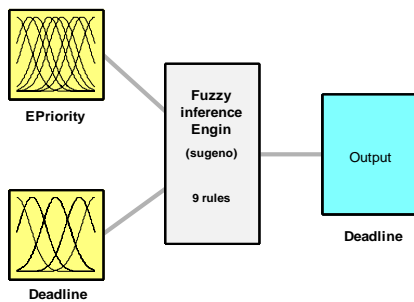 EPriority
Fuzzy
inference
Engin
(sugeno)
9 rules
Output
Deadline
Deadline